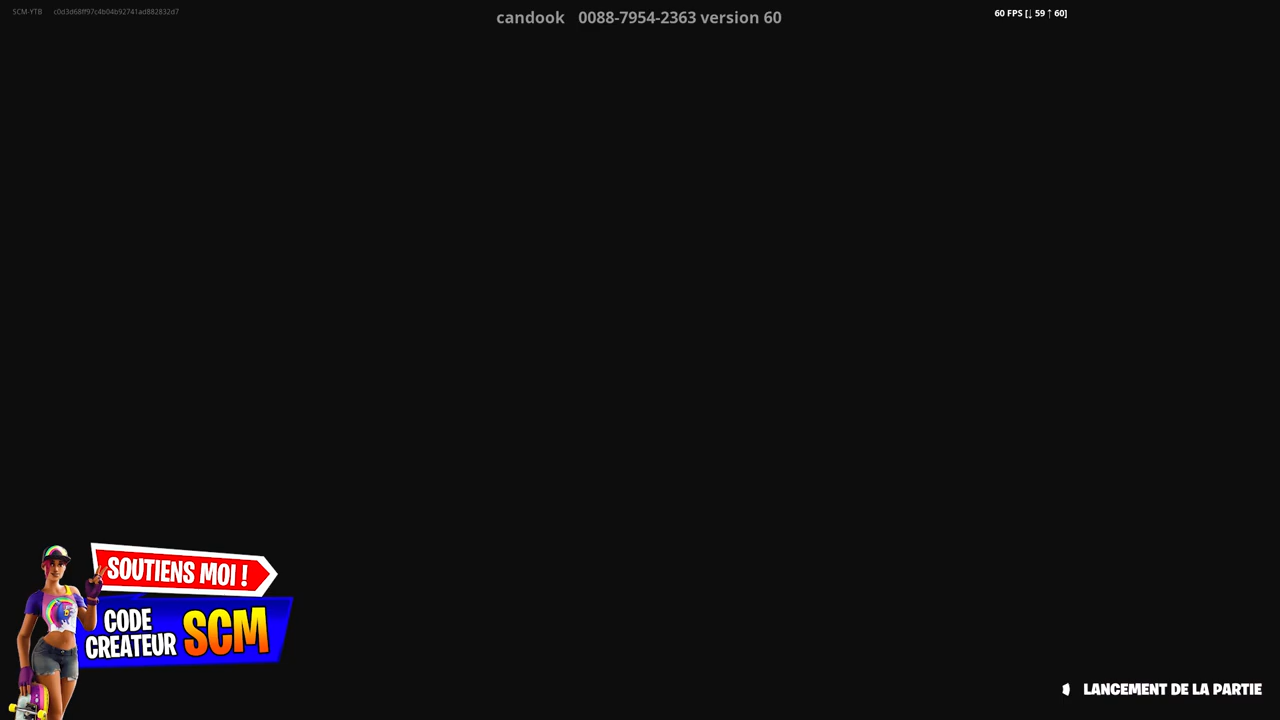 SCM-YTB c0d3d68ff97c4b04b92741ad882832d7
candook 0088-7954-2363 version 60
60 FPS [↓ 59 ↑ 60]
SOUTIENS MOI !
CODE
CREATEUR SCM
LANCEMENT DE LA PARTIE